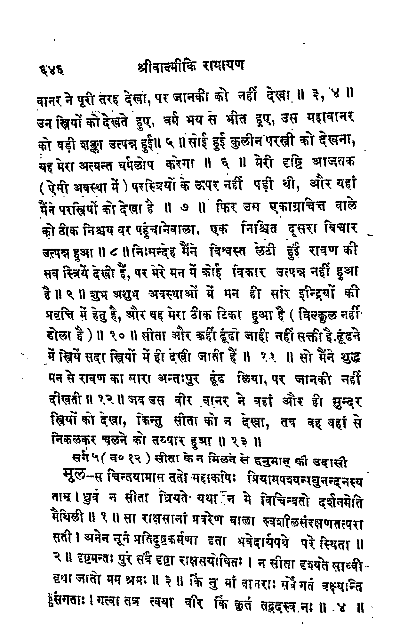 ६४६ श्रीवाल्मीकि रामायण
वानर ने पूरी तरह देखा, पर जानकी को नहीं देखा ॥ ३, ४ ॥
उन स्त्रियों को देखते हुए, धर्म भय से भीत हुए, उस महावानर
को बड़ी शङ्का उत्पन्न हुई॥ ५॥ सोई हुई कुलीन परस्त्री को देखना,
यह मेरा अत्यन्त धर्मलोप करेगा ॥ ६ ॥ मेरी दृष्टि आजतक
( ऐसी अवस्था में ) परस्त्रियों के ऊपर नहीं पड़ी थी, और यहां
मैंने परस्त्रियों को देखा है ॥ ७ ॥ फिर उस एकाग्रचित्त वाले
को ठीक निश्चय पर पहुंचानेवाला, एक निश्चित दूसरा विचार
उत्पन्न हुआ॥ ८॥ निःसन्देह मैंने विश्वस्त लेटी हुई रावण की
सब स्त्रियें देखी हैं, पर मेरे मन में कोई विकार उत्पन्न नहीं हुआ
है॥ ९॥ शुभ अशुभ अवस्थाओं में मन ही सारे इन्द्रियों की
प्रवृत्ति में हेतु है, और वह मेरा ठीक टिका हुआ है ( बिल्कुल नहीं
डोला है ) ॥ १० ॥ सीता और कहीं ढूंढी जाही नहीं सक्ती है, ढूंढने
में स्त्रियें सदा स्त्रियों में ही देखी जाती हैं ॥ ११ ॥ सो मैंने शुद्ध
मन से रावण का सारा अन्तःपुर ढूंढ लिया, पर जानकी नहीं
दीखती॥ १२॥ जब उस वीर वानर ने वहां और ही सुन्दर
स्त्रियों को देखा, किन्तु सीता को न देखा, तब वह वहां से
निकलकर चलने को तय्यार हुआ ॥ १३ ॥
सर्ग ५ ( व० १२ ) सीता के न मिलने से हनुमान् की उदासी
मूल-स चिन्तयामास ततो महाकपिः प्रियामपश्यन्रघुनन्दनस्य
ताम्। ध्रुवं न सीता म्रियते यथा न मे विचिन्वतो दर्शनमेति
मैथिली ॥ १ ॥ सा राक्षसानां प्रवरेण बाला स्वशीलसंरक्षणतत्परा
सती। अनेन नूनं प्रतिदुष्टकर्मणा हता भवेदार्यपथे परे स्थिता ॥
२॥ दृष्टमन्तः पुरं सर्वं दृष्टा राक्षसयोषितः। न सीता दृश्यते साध्वी
वृथा जातो मम श्रमः॥ ३॥ किं नु मां वानराः सर्वे गतं वक्ष्यन्ति
संगताः। गत्वा तत्र त्वया वीर किं कृतं तद्वदस्व नः॥ ४ ॥